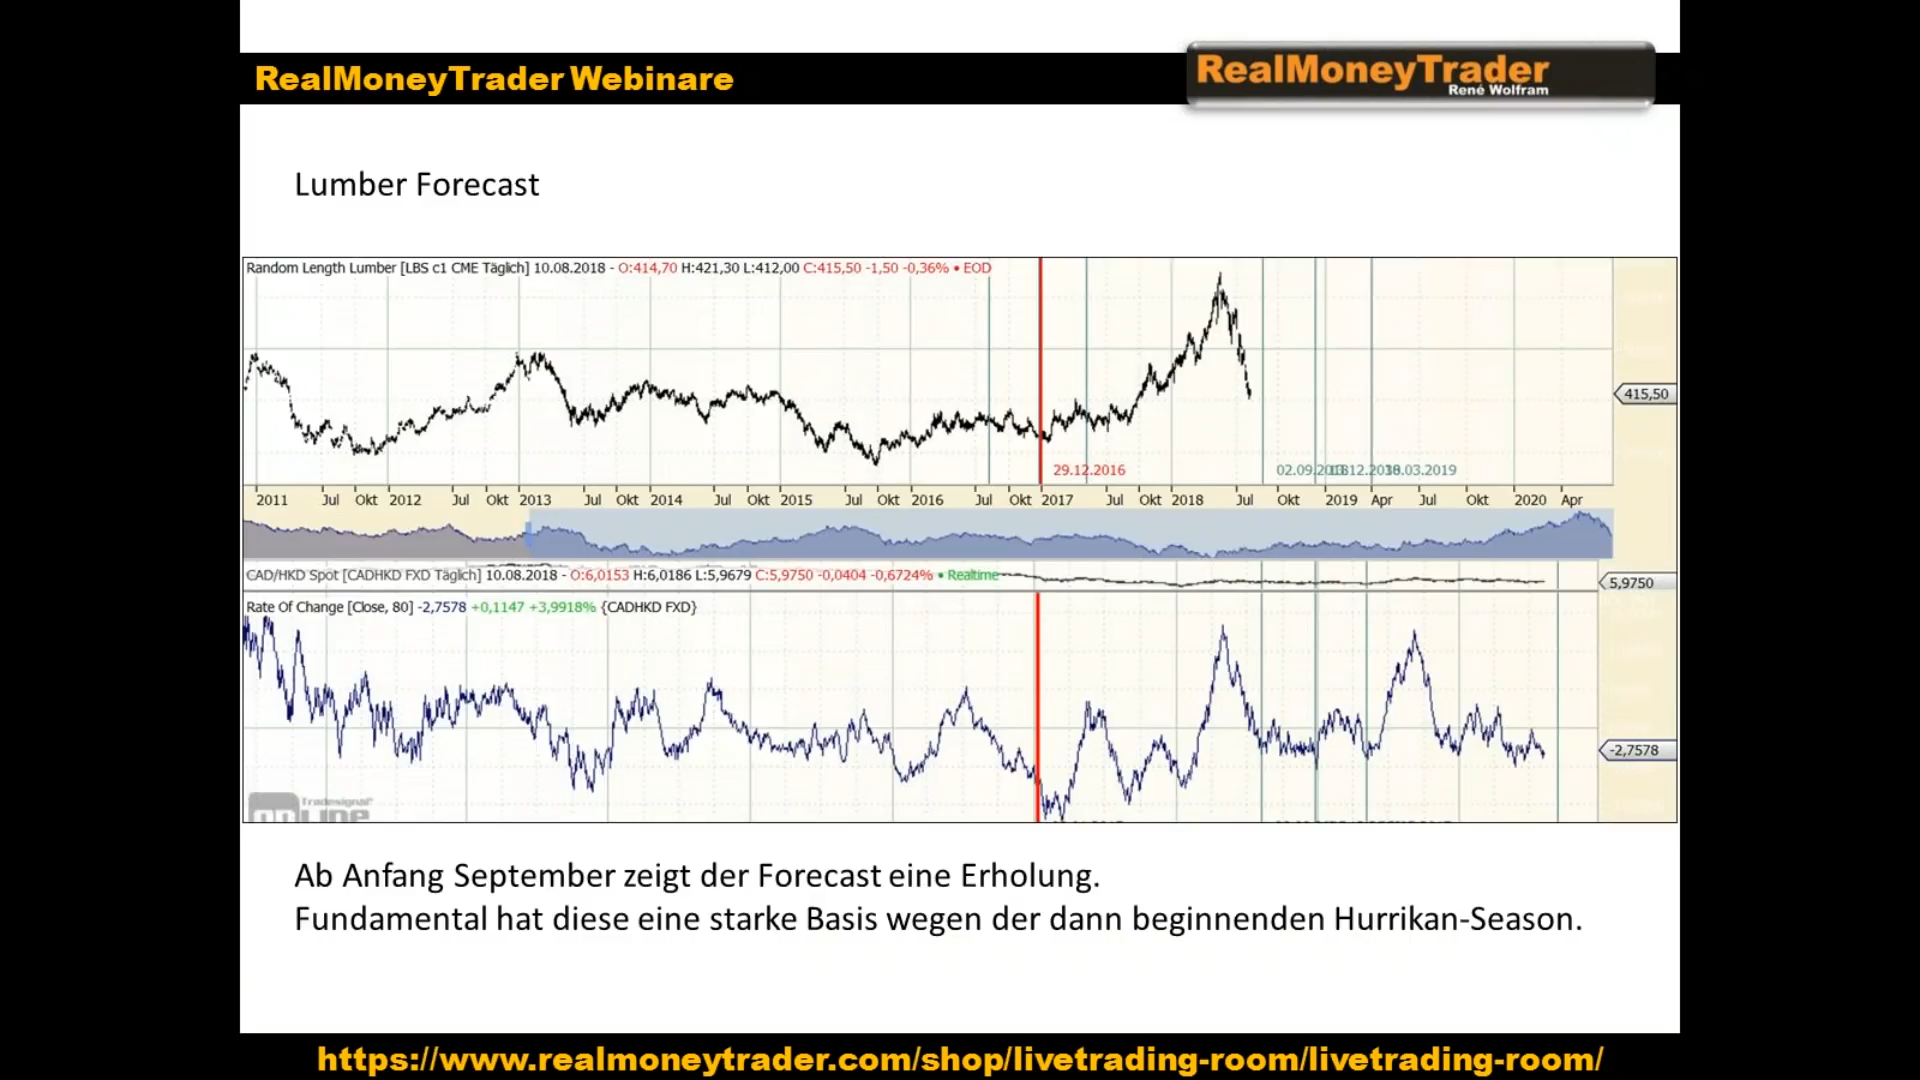 RealMoneyTrader Webinare
RealMoneyTrader
René Wolfram
Lumber Forecast
Random Length Lumber [LBS c1 CME Täglich] 10.08.2018 - O:414,70 H:421,30 L:412,00 C:415,50 -1,50 -0,36% • EOD
415,50
29.12.2016 02.09.2018 30.03.2019
2011 Jul Okt 2012 Jul Okt 2013 Jul Okt 2014 Jul Okt 2015 Jul Okt 2016 Jul Okt 2017 Jul Okt 2018 Jul Okt 2019 Apr Jul Okt 2020 Apr
CAD/HKD Spot [CADHKD FXD Täglich] 10.08.2018 - O:6,0153 H:6,0186 L:5,9679 C:5,9750 -0,0404 -0,6724% • Realtime
5,9750
Rate Of Change [Close, 80] -2,7578 +0,1147 +3,9918% {CADHKD FXD}
-2,7578
Tradesignal®
Ab Anfang September zeigt der Forecast eine Erholung.
Fundamental hat diese eine starke Basis wegen der dann beginnenden Hurrikan-Season.
https://www.realmoneytrader.com/shop/livetrading-room/livetrading-room/